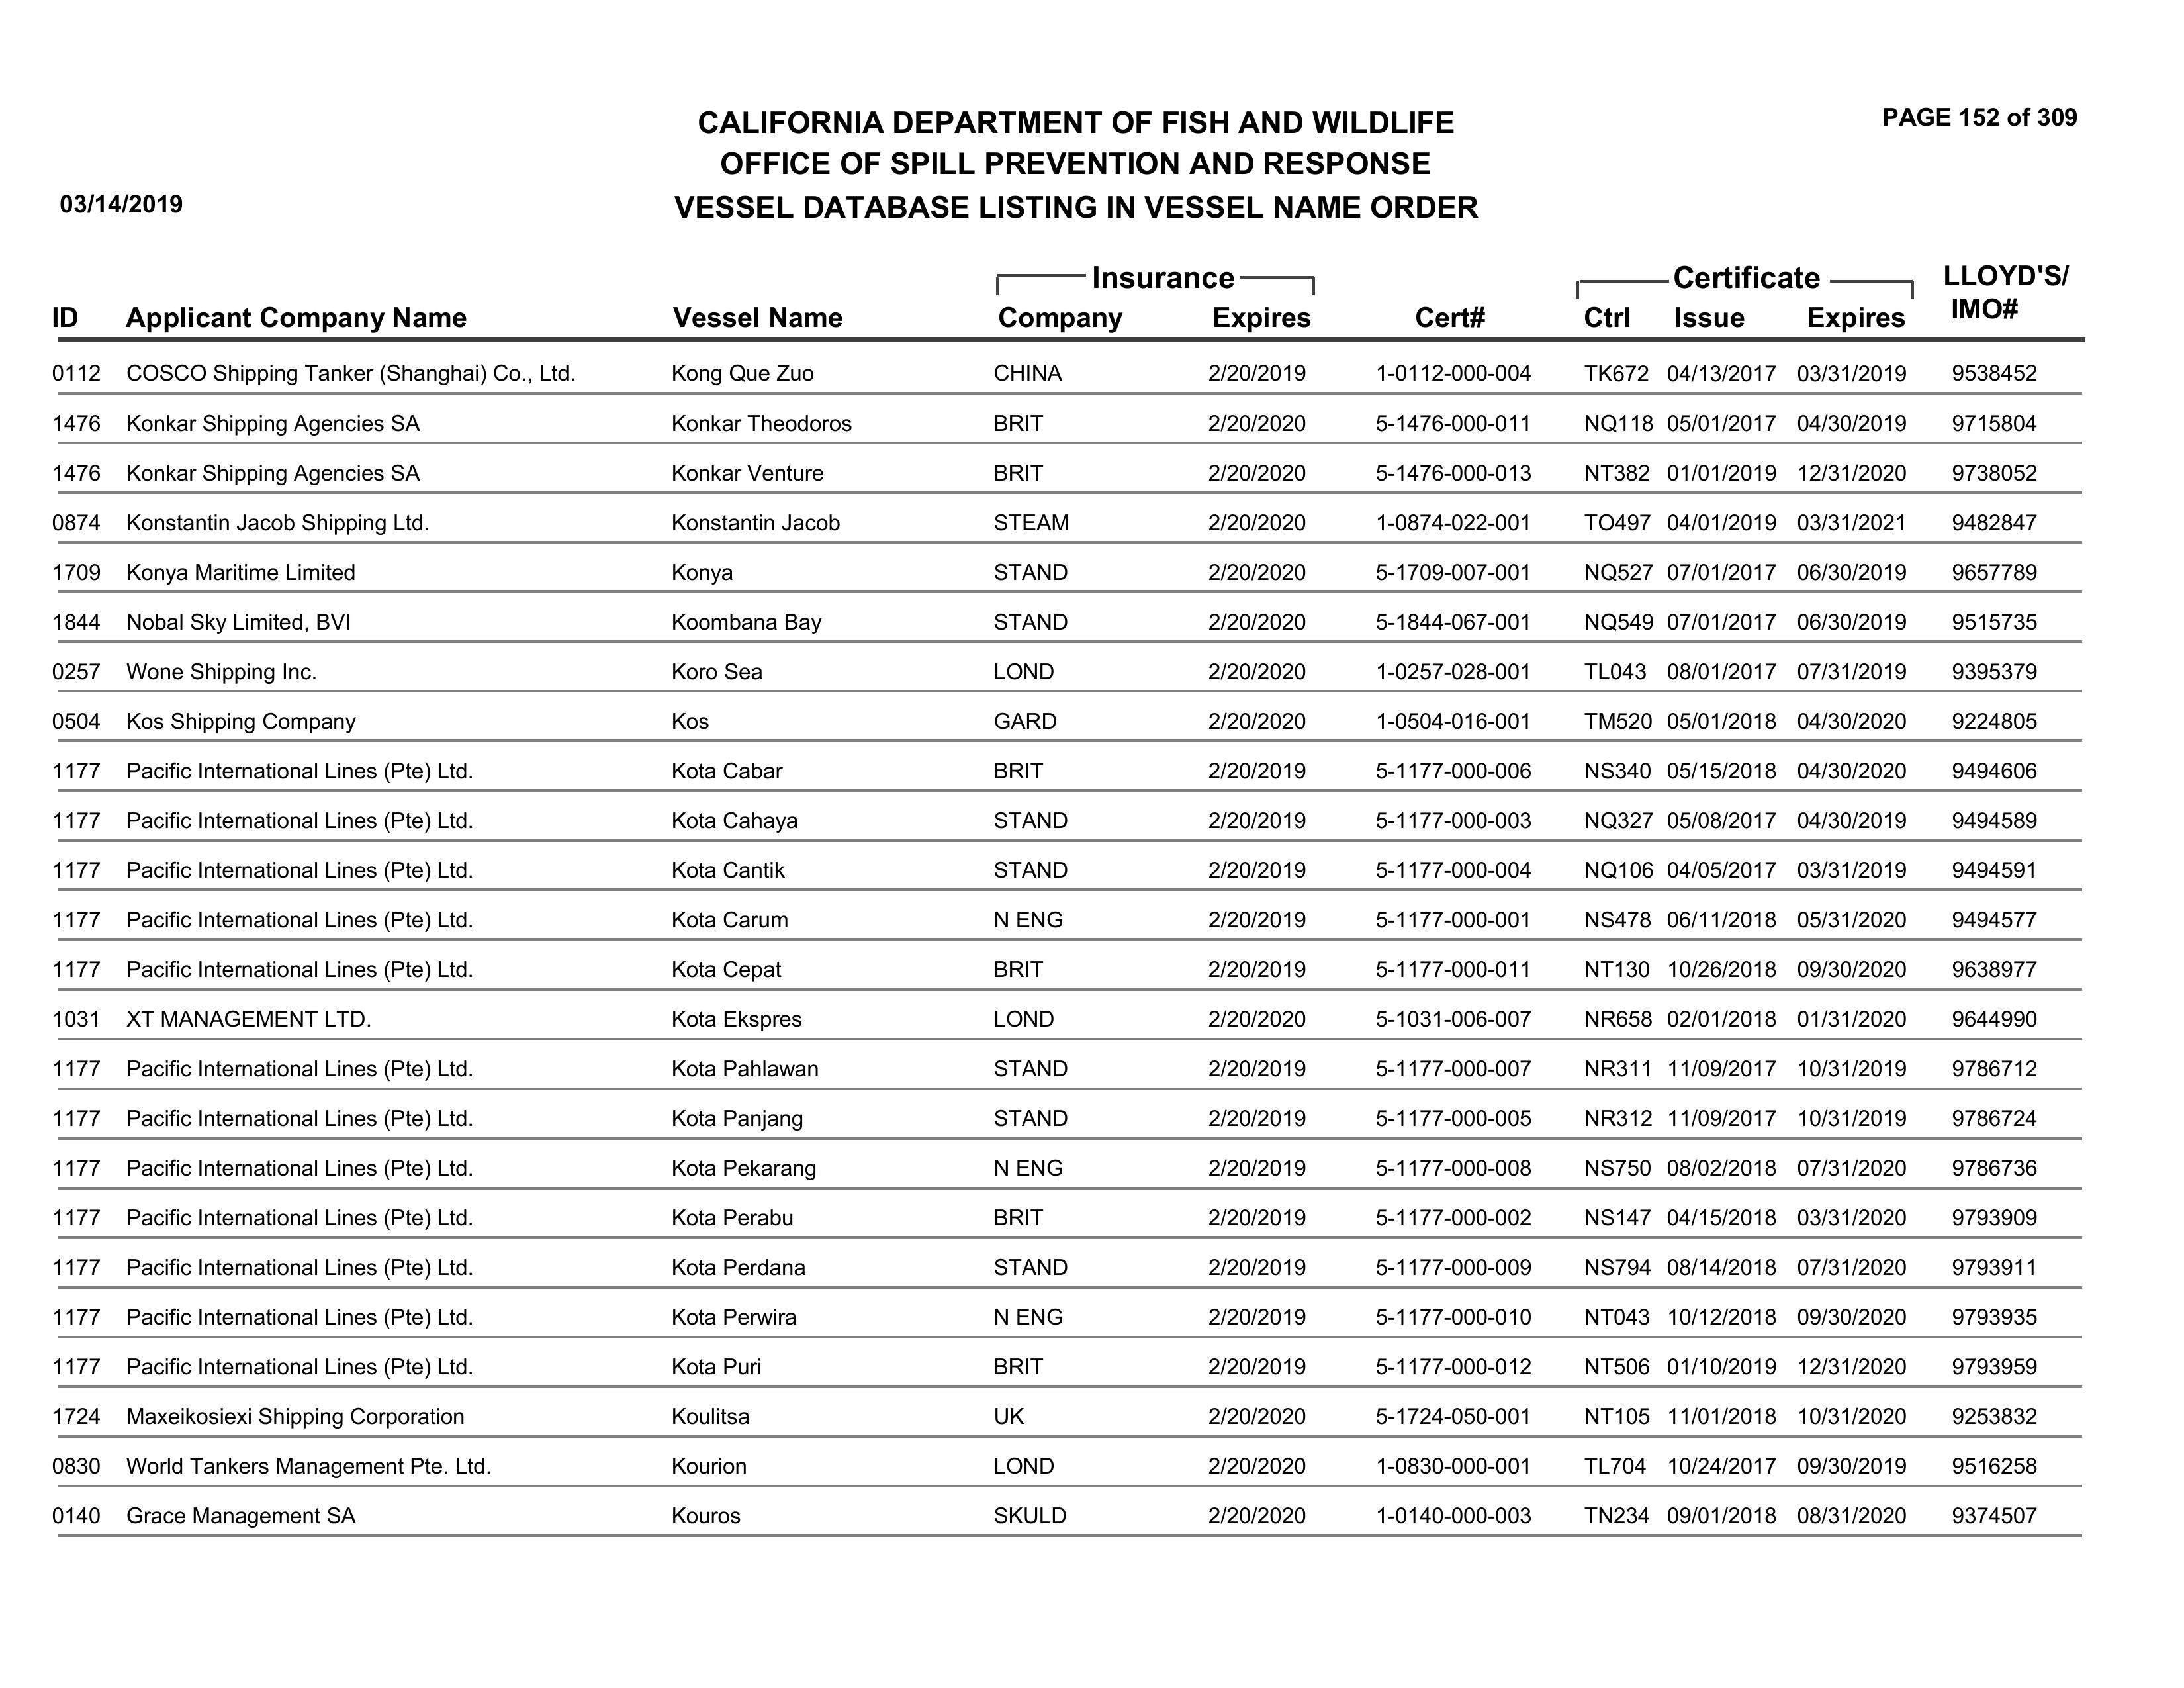 PAGE 152 of 309
CALIFORNIA DEPARTMENT OF FISH AND WILDLIFE
OFFICE OF SPILL PREVENTION AND RESPONSE
03/14/2019 VESSEL DATABASE LISTING IN VESSEL NAME ORDER
Insurance Certificate LLOYD'S/
ID Applicant Company Name Vessel Name Company Expires Cert# Ctrl Issue Expires IMO#
0112 COSCO Shipping Tanker (Shanghai) Co., Ltd. Kong Que Zuo CHINA 2/20/2019 1-0112-000-004 TK672 04/13/2017 03/31/2019 9538452
1476 Konkar Shipping Agencies SA Konkar Theodoros BRIT 2/20/2020 5-1476-000-011 NQ118 05/01/2017 04/30/2019 9715804
1476 Konkar Shipping Agencies SA Konkar Venture BRIT 2/20/2020 5-1476-000-013 NT382 01/01/2019 12/31/2020 9738052
0874 Konstantin Jacob Shipping Ltd. Konstantin Jacob STEAM 2/20/2020 1-0874-022-001 TO497 04/01/2019 03/31/2021 9482847
1709 Konya Maritime Limited Konya STAND 2/20/2020 5-1709-007-001 NQ527 07/01/2017 06/30/2019 9657789
1844 Nobal Sky Limited, BVI Koombana Bay STAND 2/20/2020 5-1844-067-001 NQ549 07/01/2017 06/30/2019 9515735
0257 Wone Shipping Inc. Koro Sea LOND 2/20/2020 1-0257-028-001 TL043 08/01/2017 07/31/2019 9395379
0504 Kos Shipping Company Kos GARD 2/20/2020 1-0504-016-001 TM520 05/01/2018 04/30/2020 9224805
1177 Pacific International Lines (Pte) Ltd. Kota Cabar BRIT 2/20/2019 5-1177-000-006 NS340 05/15/2018 04/30/2020 9494606
1177 Pacific International Lines (Pte) Ltd. Kota Cahaya STAND 2/20/2019 5-1177-000-003 NQ327 05/08/2017 04/30/2019 9494589
1177 Pacific International Lines (Pte) Ltd. Kota Cantik STAND 2/20/2019 5-1177-000-004 NQ106 04/05/2017 03/31/2019 9494591
1177 Pacific International Lines (Pte) Ltd. Kota Carum N ENG 2/20/2019 5-1177-000-001 NS478 06/11/2018 05/31/2020 9494577
1177 Pacific International Lines (Pte) Ltd. Kota Cepat BRIT 2/20/2019 5-1177-000-011 NT130 10/26/2018 09/30/2020 9638977
1031 XT MANAGEMENT LTD. Kota Ekspres LOND 2/20/2020 5-1031-006-007 NR658 02/01/2018 01/31/2020 9644990
1177 Pacific International Lines (Pte) Ltd. Kota Pahlawan STAND 2/20/2019 5-1177-000-007 NR311 11/09/2017 10/31/2019 9786712
1177 Pacific International Lines (Pte) Ltd. Kota Panjang STAND 2/20/2019 5-1177-000-005 NR312 11/09/2017 10/31/2019 9786724
1177 Pacific International Lines (Pte) Ltd. Kota Pekarang N ENG 2/20/2019 5-1177-000-008 NS750 08/02/2018 07/31/2020 9786736
1177 Pacific International Lines (Pte) Ltd. Kota Perabu BRIT 2/20/2019 5-1177-000-002 NS147 04/15/2018 03/31/2020 9793909
1177 Pacific International Lines (Pte) Ltd. Kota Perdana STAND 2/20/2019 5-1177-000-009 NS794 08/14/2018 07/31/2020 9793911
1177 Pacific International Lines (Pte) Ltd. Kota Perwira N ENG 2/20/2019 5-1177-000-010 NT043 10/12/2018 09/30/2020 9793935
1177 Pacific International Lines (Pte) Ltd. Kota Puri BRIT 2/20/2019 5-1177-000-012 NT506 01/10/2019 12/31/2020 9793959
1724 Maxeikosiexi Shipping Corporation Koulitsa UK 2/20/2020 5-1724-050-001 NT105 11/01/2018 10/31/2020 9253832
0830 World Tankers Management Pte. Ltd. Kourion LOND 2/20/2020 1-0830-000-001 TL704 10/24/2017 09/30/2019 9516258
0140 Grace Management SA Kouros SKULD 2/20/2020 1-0140-000-003 TN234 09/01/2018 08/31/2020 9374507